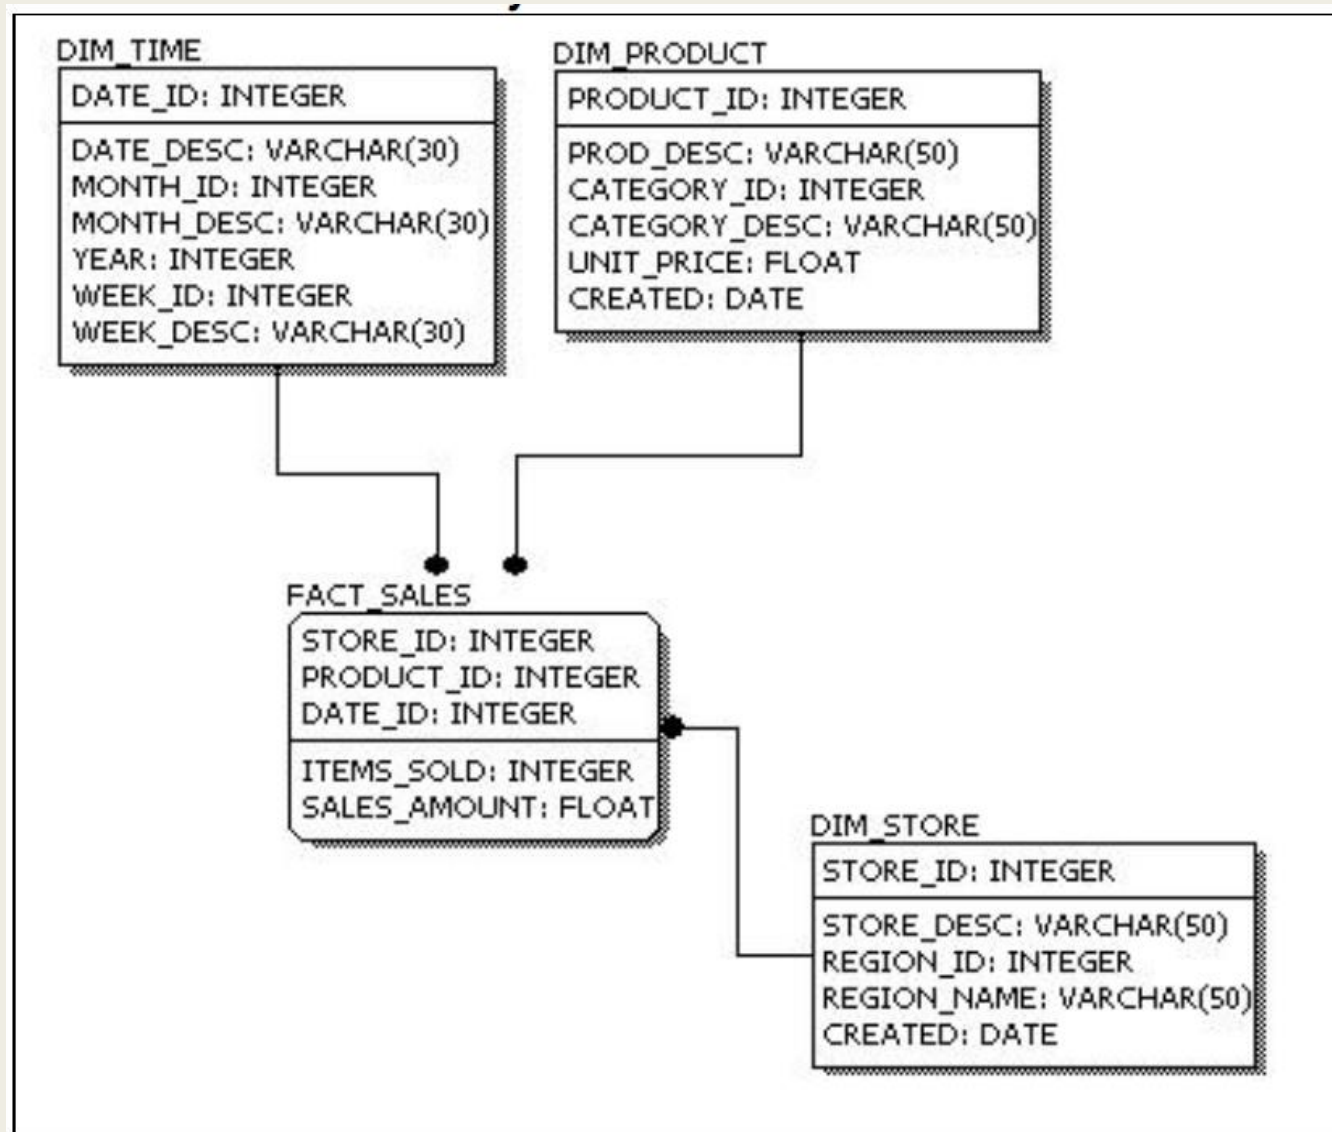 DIM_TIME
DATE_ID: INTEGER
DATE_DESC: VARCHAR(30)
MONTH_ID: INTEGER
MONTH_DESC: VARCHAR(30)
YEAR: INTEGER
WEEK_ID: INTEGER
WEEK_DESC: VARCHAR(30)
DIM_PRODUCT
PRODUCT_ID: INTEGER
PROD_DESC: VARCHAR(50)
CATEGORY_ID: INTEGER
CATEGORY_DESC: VARCHAR(50)
UNIT_PRICE: FLOAT
CREATED: DATE
FACT_SALES
STORE_ID: INTEGER
PRODUCT_ID: INTEGER
DATE_ID: INTEGER
ITEMS_SOLD: INTEGER
SALES_AMOUNT: FLOAT
DIM_STORE
STORE_ID: INTEGER
STORE_DESC: VARCHAR(50)
REGION_ID: INTEGER
REGION_NAME: VARCHAR(50)
CREATED: DATE